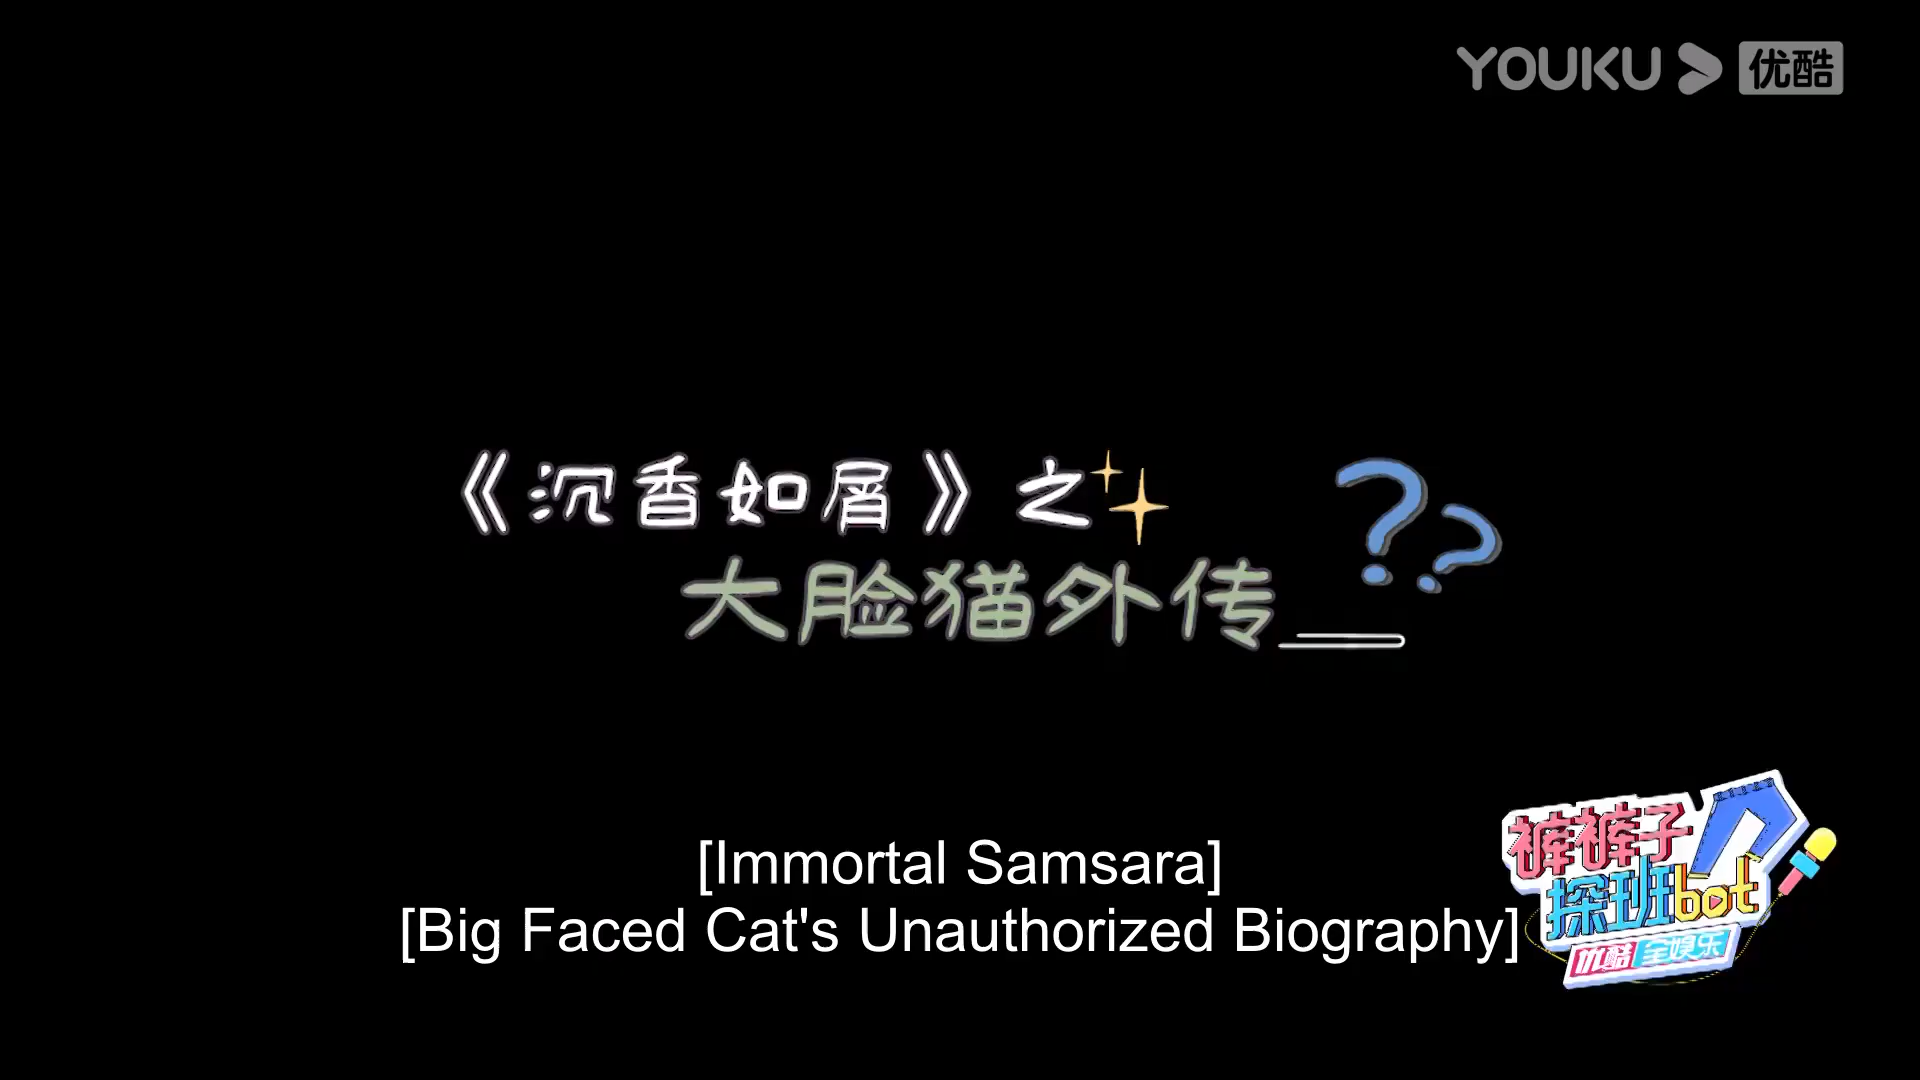 YOUKU 优酷
《沉香如屑》之
??
大脸猫外传
[Immortal Samsara]
[Big Faced Cat's Unauthorized Biography]
裤裤子
探班bot
优酷 全娱乐